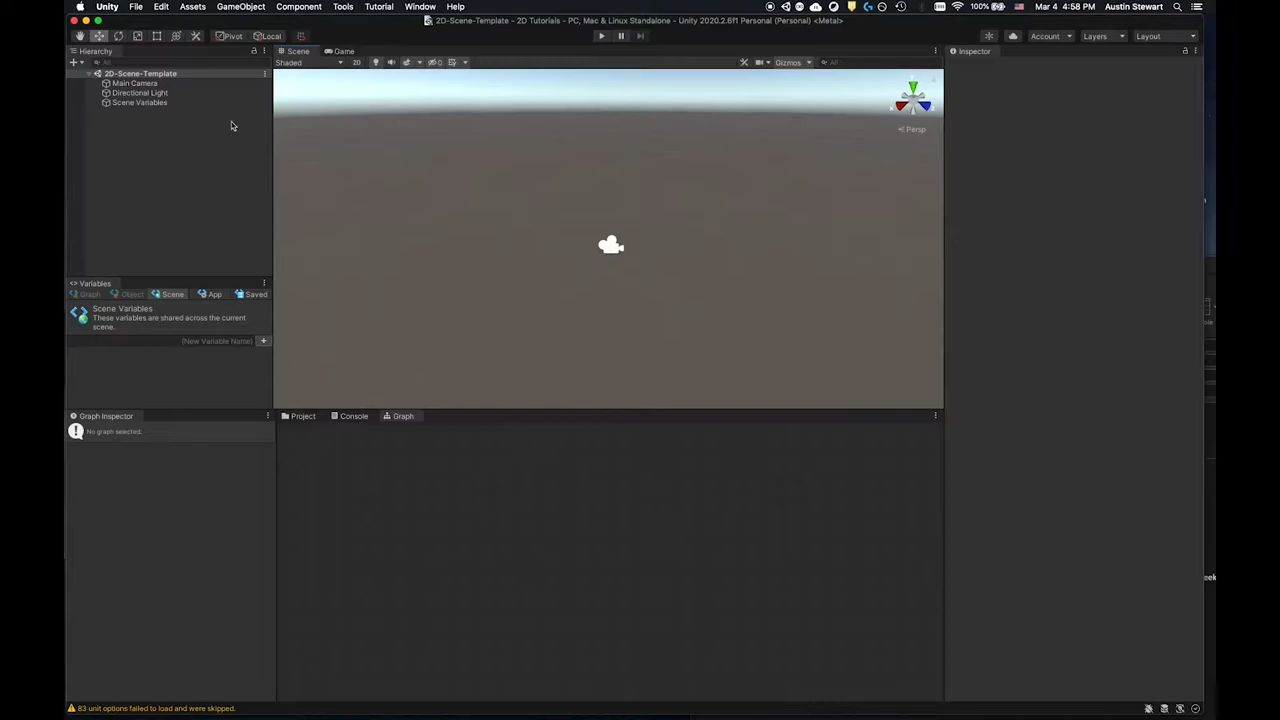 Unity File Edit Assets GameObject Component Tools Tutorial Window Help 100% Mar 4 4:58 PM Austin Stewart
2D-Scene-Template - 2D Tutorials - PC, Mac & Linux Standalone - Unity 2020.2.6f1 Personal (Personal) <Metal>
Pivot Local Account Layers Layout
Hierarchy Scene Game Inspector
All Shaded 2D 0 Gizmos All
2D-Scene-Template
Main Camera
Directional Light
Scene Variables
Persp
Variables
Graph Object Scene App Saved
Scene Variables
These variables are shared across the current
scene.
(New Variable Name) +
Graph Inspector Project Console Graph
No graph selected.
83 unit options failed to load and were skipped.